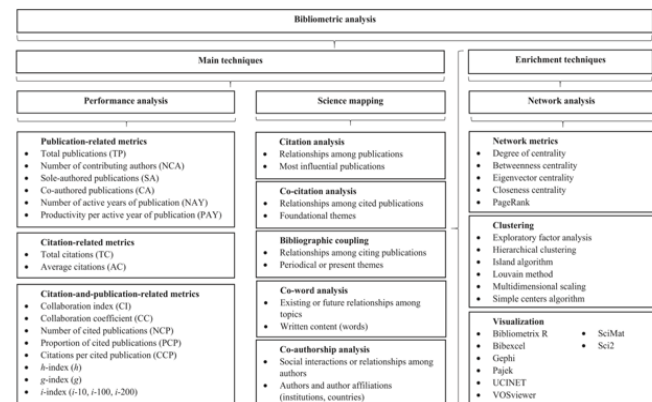 Bibliometric analysis
Main techniques
Enrichment techniques
Performance analysis
Science mapping
Network analysis
Publication-related metrics
• Total publications (TP)
• Number of contributing authors (NCA)
• Sole-authored publications (SA)
• Co-authored publications (CA)
• Number of active years of publication (NAY)
• Productivity per active year of publication (PAY)
Citation-related metrics
• Total citations (TC)
• Average citations (AC)
Citation-and-publication-related metrics
• Collaboration index (CI)
• Collaboration coefficient (CC)
• Number of cited publications (NCP)
• Proportion of cited publications (PCP)
• Citations per cited publication (CCP)
• h-index (h)
• g-index (g)
• i-index (i-10, i-100, i-200)
Citation analysis
• Relationships among publications
• Most influential publications
Co-citation analysis
• Relationships among cited publications
• Foundational themes
Bibliographic coupling
• Relationships among citing publications
• Periodical or present themes
Co-word analysis
• Existing or future relationships among
topics
• Written content (words)
Co-authorship analysis
• Social interactions or relationships among
authors
• Authors and author affiliations
(institutions, countries)
Network metrics
• Degree of centrality
• Betweenness centrality
• Eigenvector centrality
• Closeness centrality
• PageRank
Clustering
• Exploratory factor analysis
• Hierarchical clustering
• Island algorithm
• Louvain method
• Multidimensional scaling
• Simple centers algorithm
Visualization
• Bibliometrix R
• Bibexcel
• Gephi
• Pajek
• UCINET
• VOSviewer
• SciMat
• Sci2